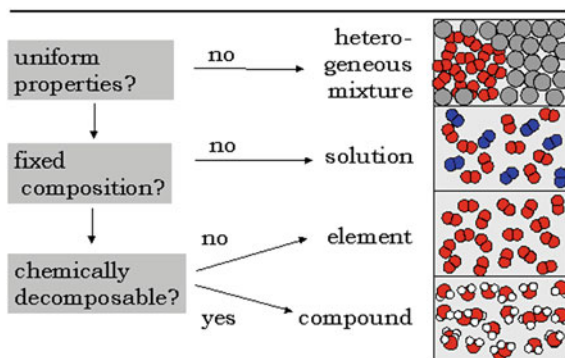 uniform
properties?
no
hetero-
geneous
mixture
fixed
composition?
no
solution
chemically
decomposable?
no
element
yes
compound